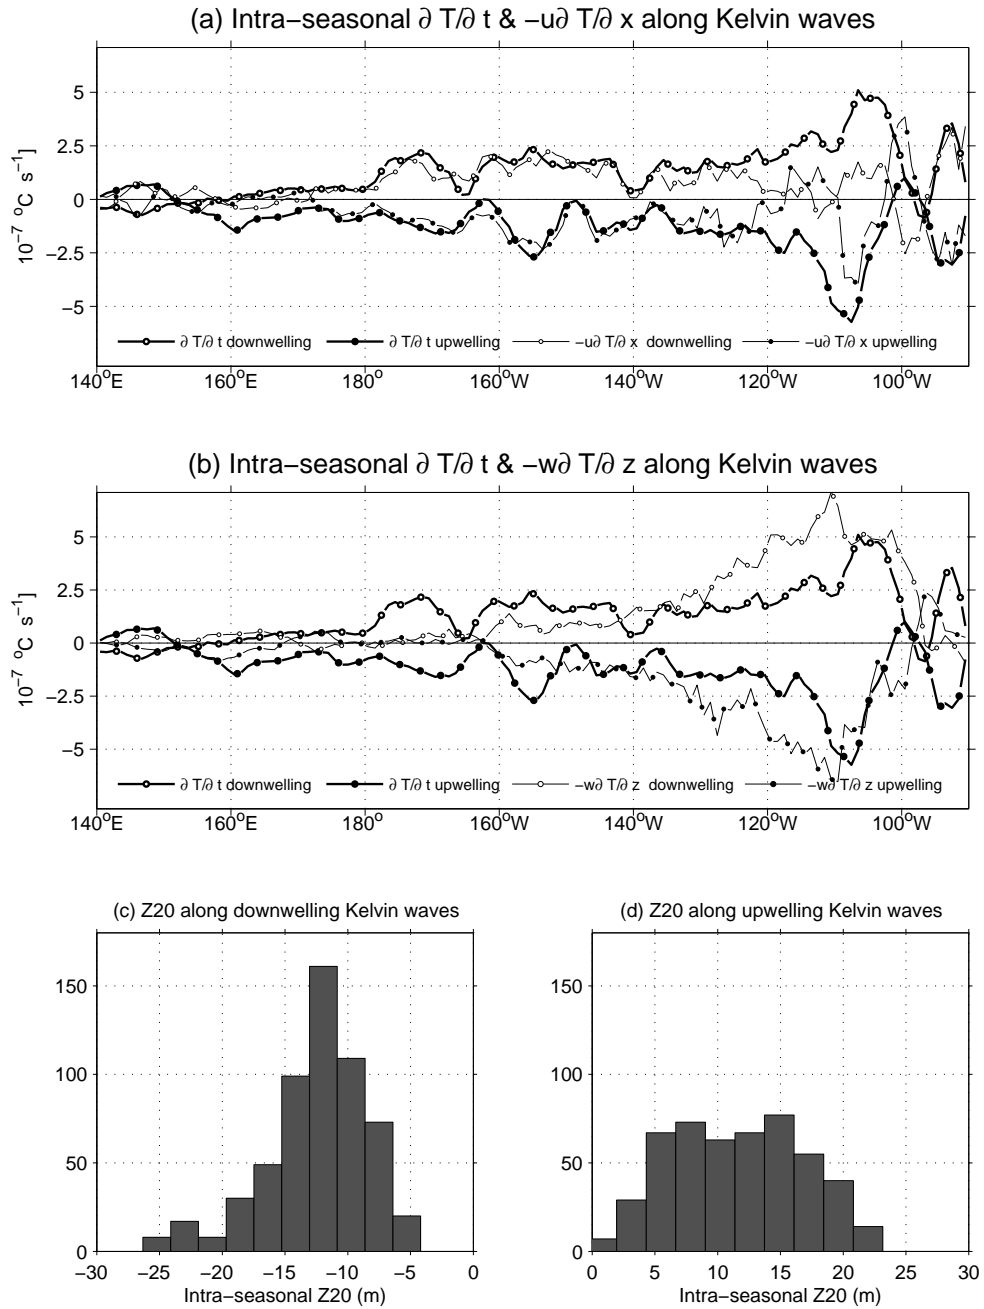 (a) Intra−seasonal ∂ T/∂ t & −u∂ T/∂ x along Kelvin waves
5
2.5
0
−2.5
−5
10⁻⁷ °C s⁻¹]
∂ T/∂ t downwelling ∂ T/∂ t upwelling −u∂ T/∂ x downwelling −u∂ T/∂ x upwelling
140°E 160°E 180° 160°W 140°W 120°W 100°W
(b) Intra−seasonal ∂ T/∂ t & −w∂ T/∂ z along Kelvin waves
5
2.5
0
−2.5
−5
10⁻⁷ °C s⁻¹]
∂ T/∂ t downwelling ∂ T/∂ t upwelling −w∂ T/∂ z downwelling −w∂ T/∂ z upwelling
140°E 160°E 180° 160°W 140°W 120°W 100°W
(c) Z20 along downwelling Kelvin waves
150
100
50
0
−30 −25 −20 −15 −10 −5 0
Intra−seasonal Z20 (m)
(d) Z20 along upwelling Kelvin waves
150
100
50
0
0 5 10 15 20 25 30
Intra−seasonal Z20 (m)